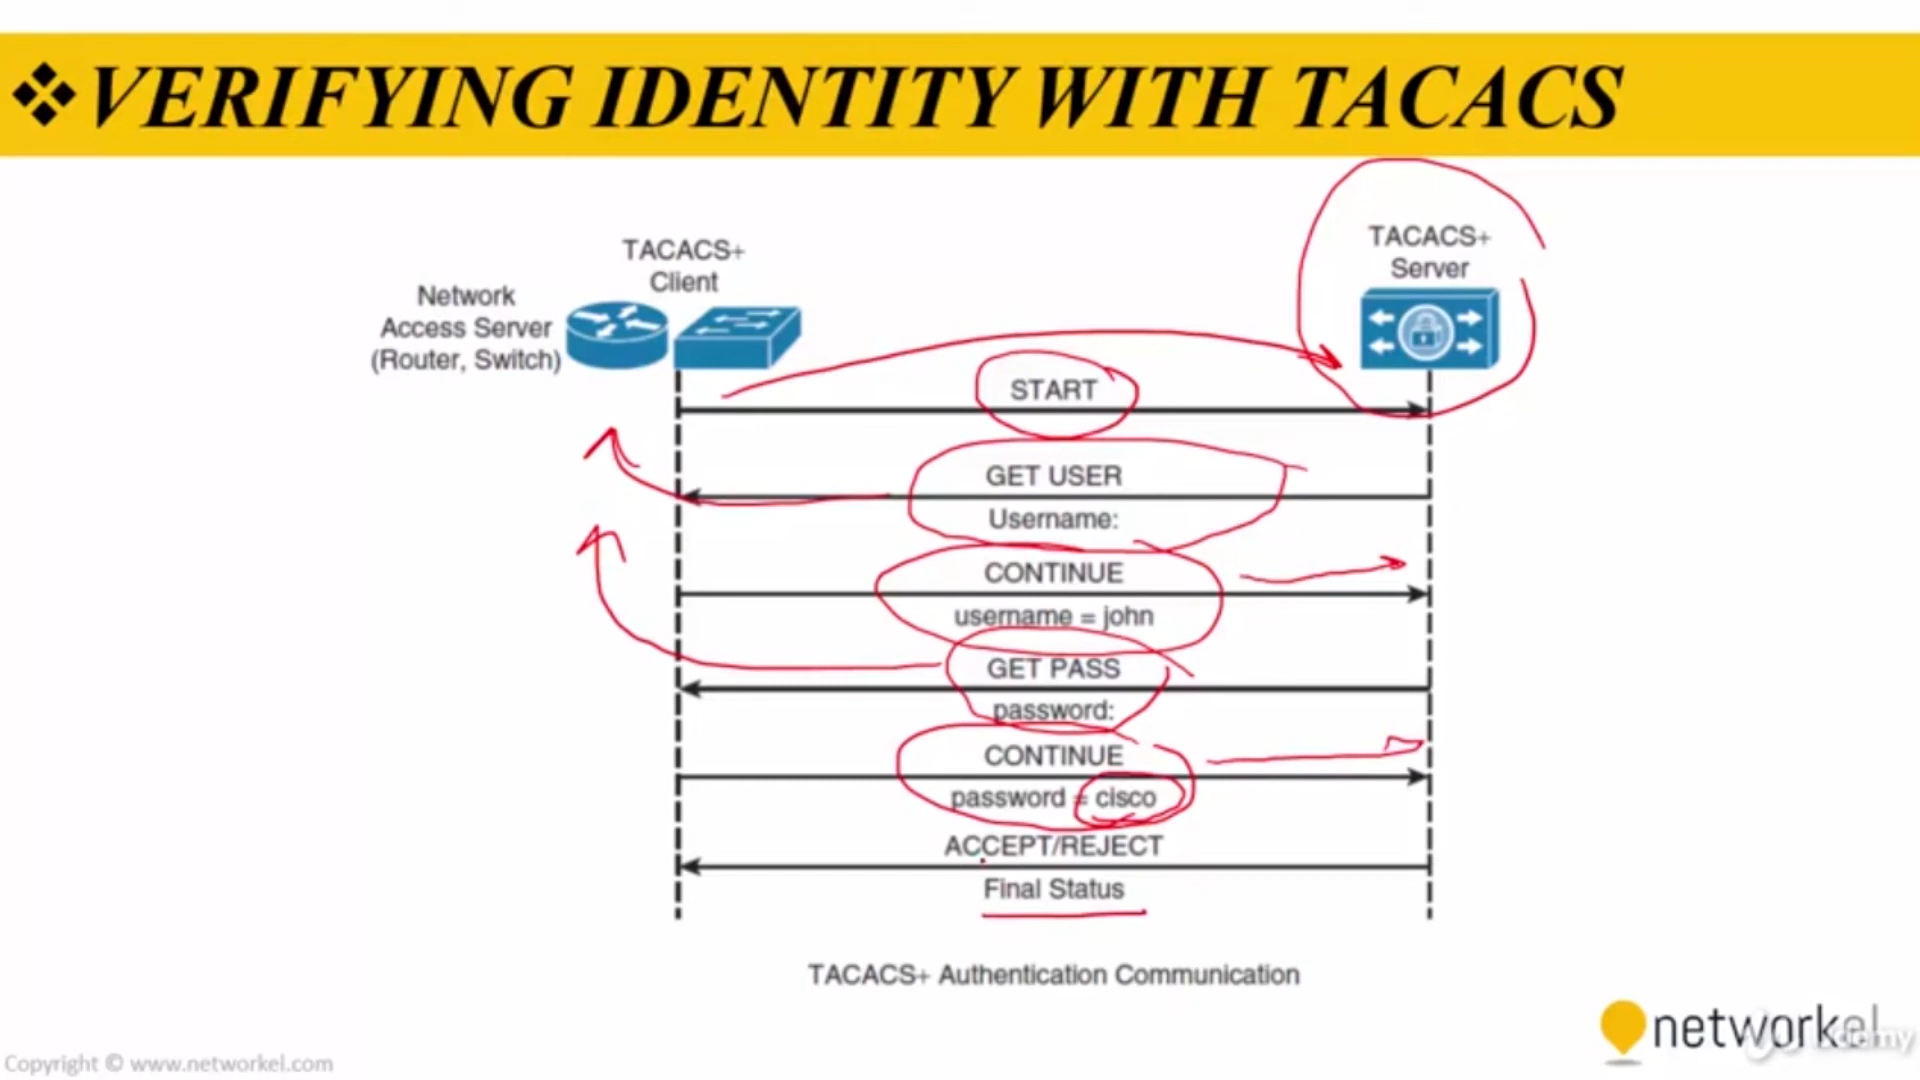 ❖VERIFYING IDENTITY WITH TACACS
TACACS+
Client
Network
Access Server
(Router, Switch)
TACACS+
Server
START
GET USER
Username:
CONTINUE
username = john
GET PASS
password:
CONTINUE
password = cisco
ACCEPT/REJECT
Final Status
TACACS+ Authentication Communication
networkel
Copyright © www.networkel.com